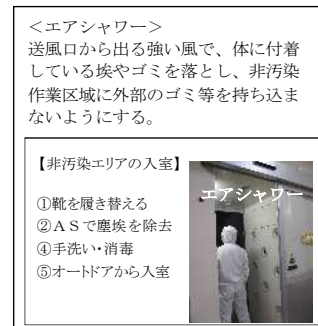 ＜エアシャワー＞
送風口から出る強い風で、体に付着
している埃やゴミを落とし、非汚染
作業区域に外部のゴミ等を持ち込ま
ないようにする。
【非汚染エリアの入室】
①靴を履き替える
②ＡＳで塵埃を除去
④手洗い・消毒
⑤オートドアから入室
エアシャワー